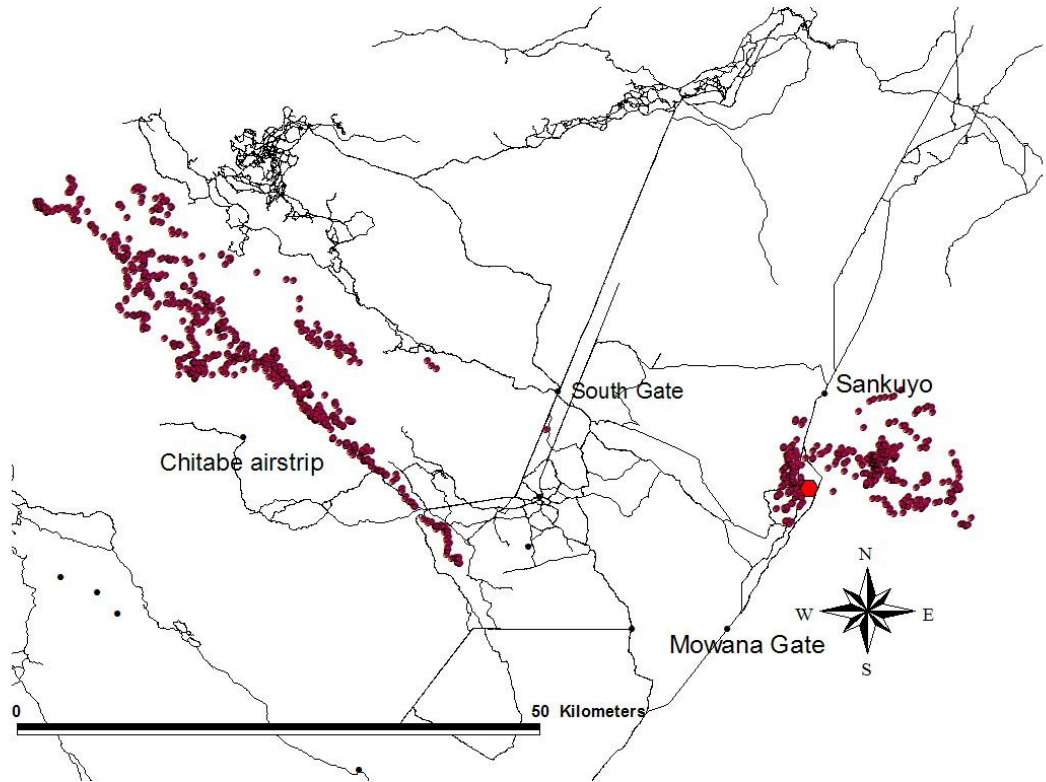 South Gate
Sankuyo
Chitabe airstrip
N
W E
S
Mowana Gate
0 50 Kilometers